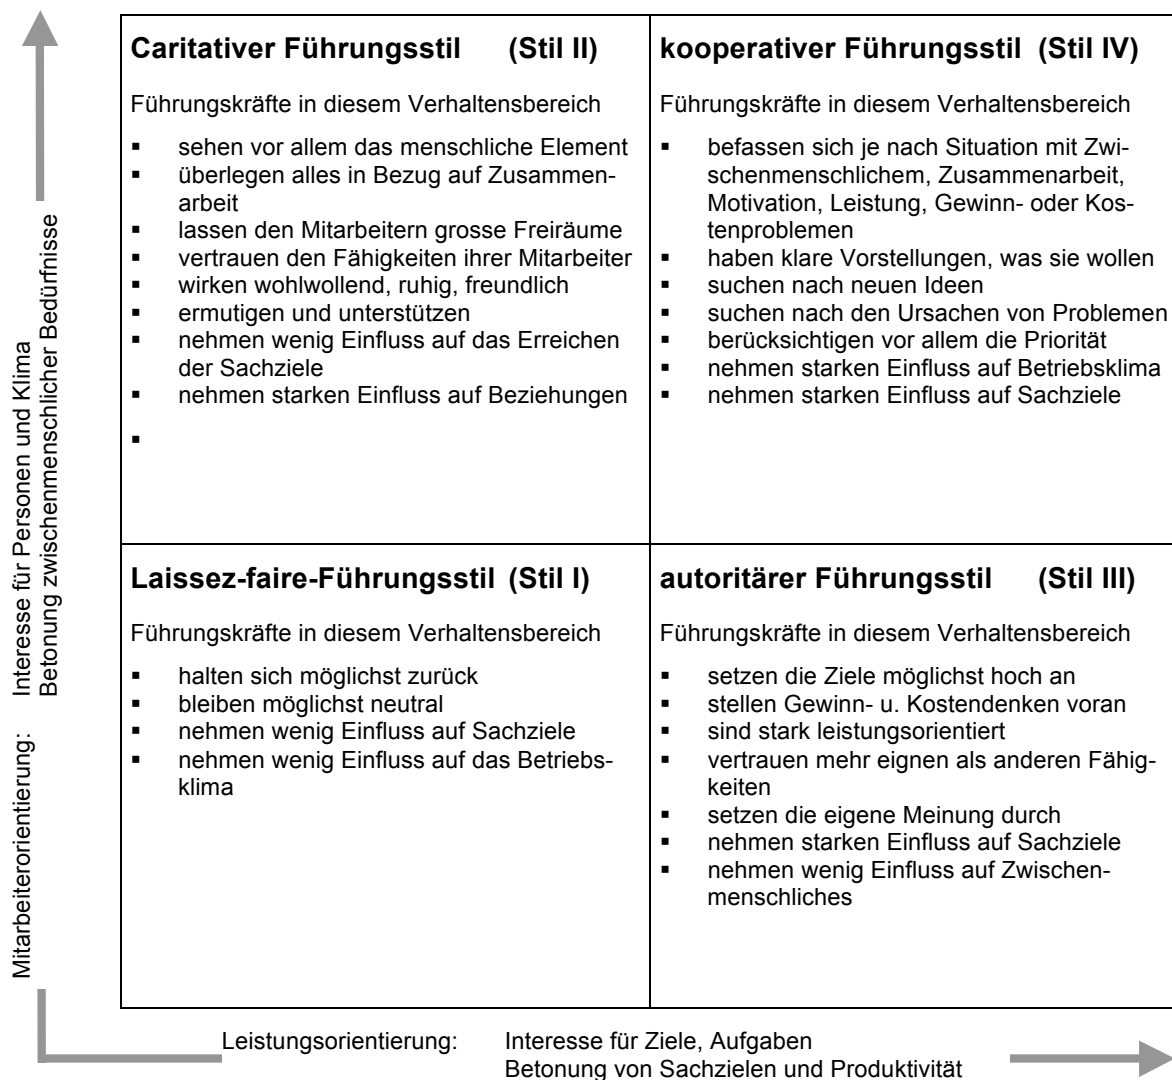 Caritativer Führungsstil (Stil II)
Führungskräfte in diesem Verhaltensbereich
▪ sehen vor allem das menschliche Element
▪ überlegen alles in Bezug auf Zusammen-
arbeit
▪ lassen den Mitarbeitern grosse Freiräume
▪ vertrauen den Fähigkeiten ihrer Mitarbeiter
▪ wirken wohlwollend, ruhig, freundlich
▪ ermutigen und unterstützen
▪ nehmen wenig Einfluss auf das Erreichen
der Sachziele
▪ nehmen starken Einfluss auf Beziehungen
▪
kooperativer Führungsstil (Stil IV)
Führungskräfte in diesem Verhaltensbereich
▪ befassen sich je nach Situation mit Zwi-
schenmenschlichem, Zusammenarbeit,
Motivation, Leistung, Gewinn- oder Kos-
tenproblemen
▪ haben klare Vorstellungen, was sie wollen
▪ suchen nach neuen Ideen
▪ suchen nach den Ursachen von Problemen
▪ berücksichtigen vor allem die Priorität
▪ nehmen starken Einfluss auf Betriebsklima
▪ nehmen starken Einfluss auf Sachziele
Laissez-faire-Führungsstil (Stil I)
Führungskräfte in diesem Verhaltensbereich
▪ halten sich möglichst zurück
▪ bleiben möglichst neutral
▪ nehmen wenig Einfluss auf Sachziele
▪ nehmen wenig Einfluss auf das Betriebs-
klima
autoritärer Führungsstil (Stil III)
Führungskräfte in diesem Verhaltensbereich
▪ setzen die Ziele möglichst hoch an
▪ stellen Gewinn- u. Kostendenken voran
▪ sind stark leistungsorientiert
▪ vertrauen mehr eignen als anderen Fähig-
keiten
▪ setzen die eigene Meinung durch
▪ nehmen starken Einfluss auf Sachziele
▪ nehmen wenig Einfluss auf Zwischen-
menschliches
Mitarbeiterorientierung: Interesse für Personen und Klima
Betonung zwischenmenschlicher Bedürfnisse
Leistungsorientierung: Interesse für Ziele, Aufgaben
Betonung von Sachzielen und Produktivität